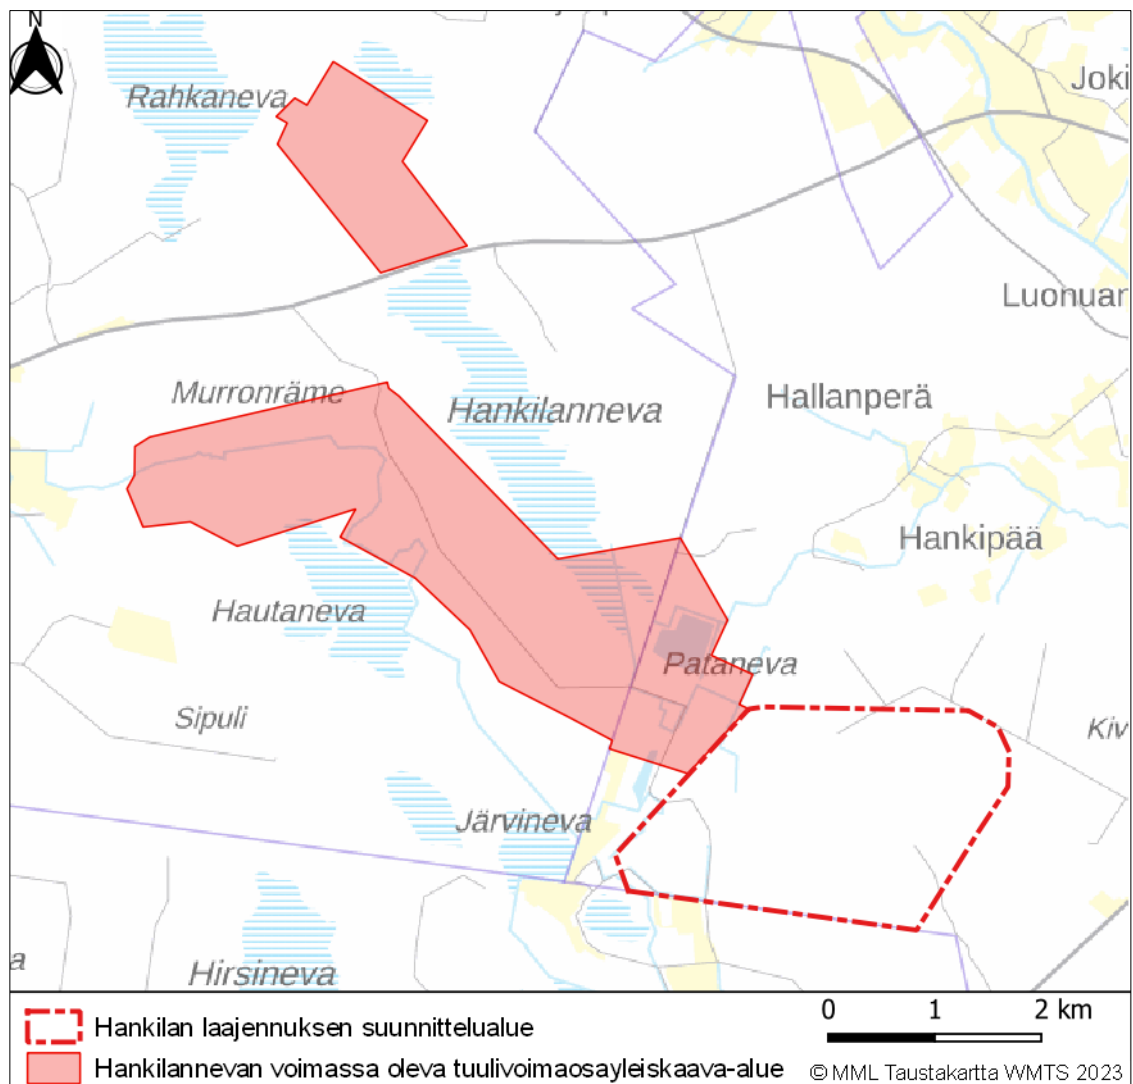 N
Rahkaneva
Joki
Luonuar
Murronräme
Hankilanneva
Hallanperä
Hankipää
Hautaneva
Pataneva
Sipuli
Kiv
Järvineva
a
Hirsineva
0 1 2 km
Hankilan laajennuksen suunnittelualue
Hankilannevan voimassa oleva tuulivoimaosayleiskaava-alue
© MML Taustakartta WMTS 2023